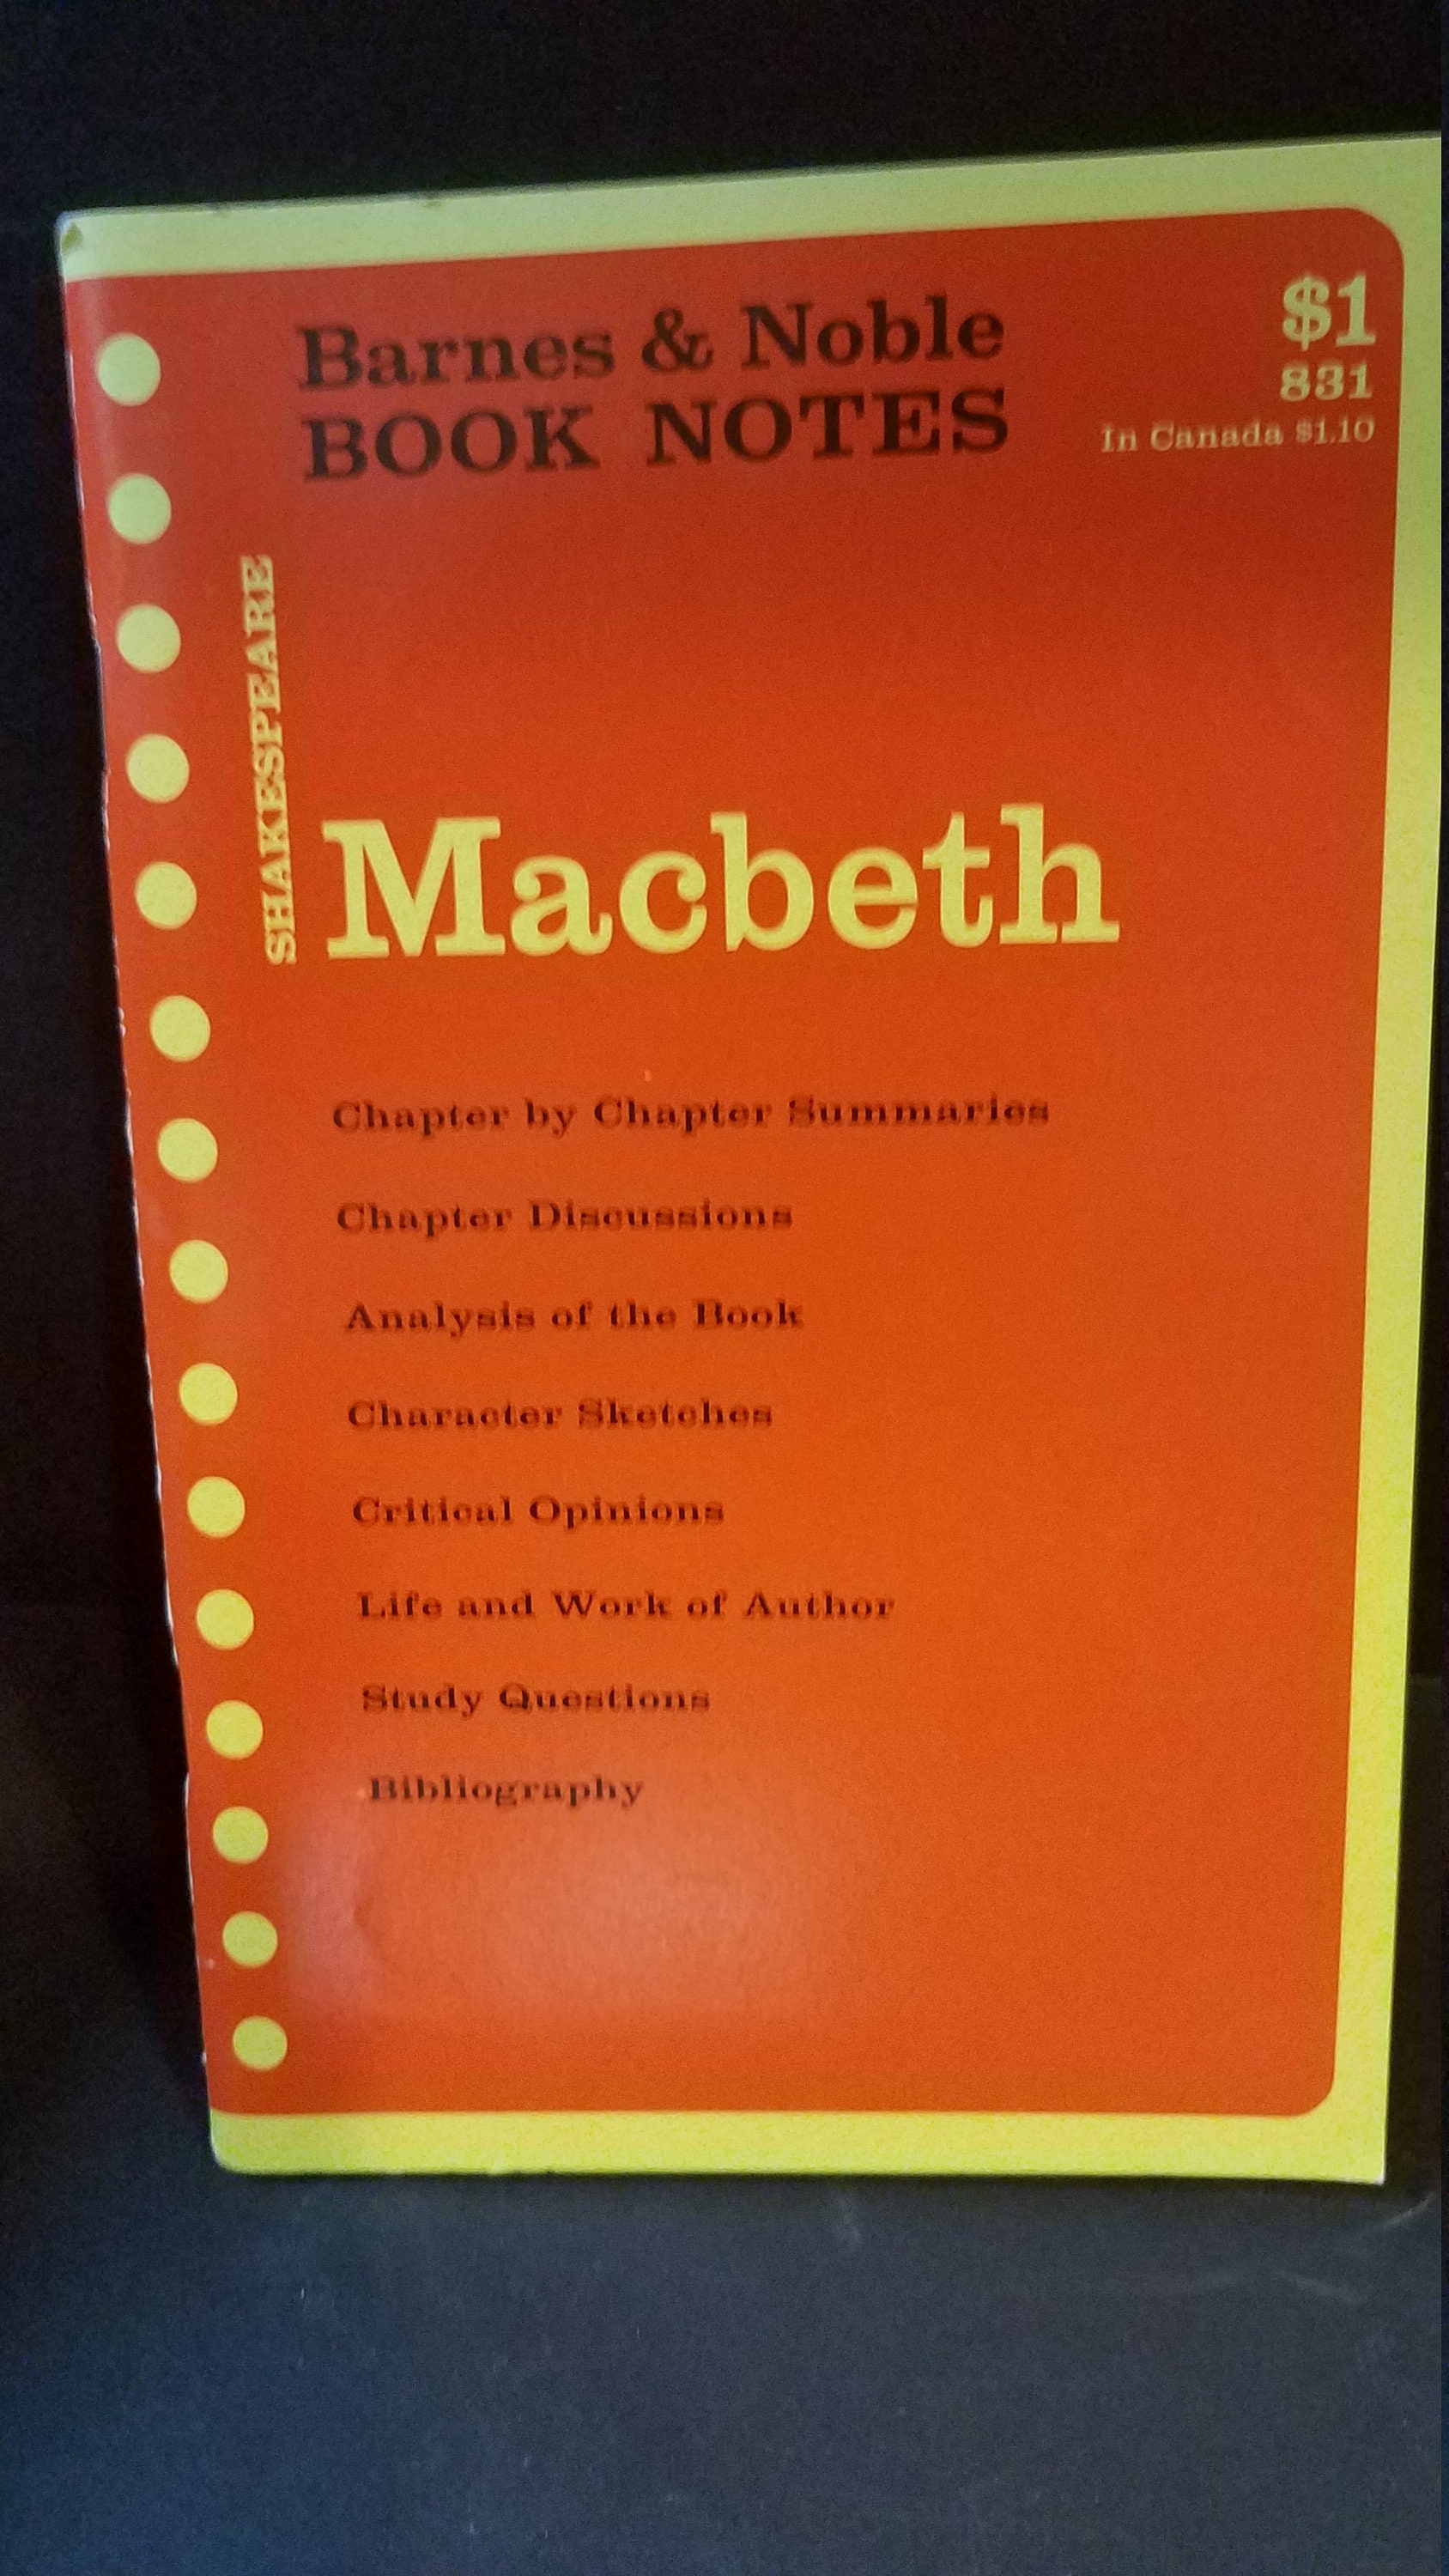 Barnes & Noble
BOOK NOTES
$1
831
In Canada $1.10
SHAKESPEARE
Macbeth
Chapter by Chapter Summaries
Chapter Discussions
Analysis of the Book
Character Sketches
Critical Opinions
Life and Work of Author
Study Questions
Bibliography